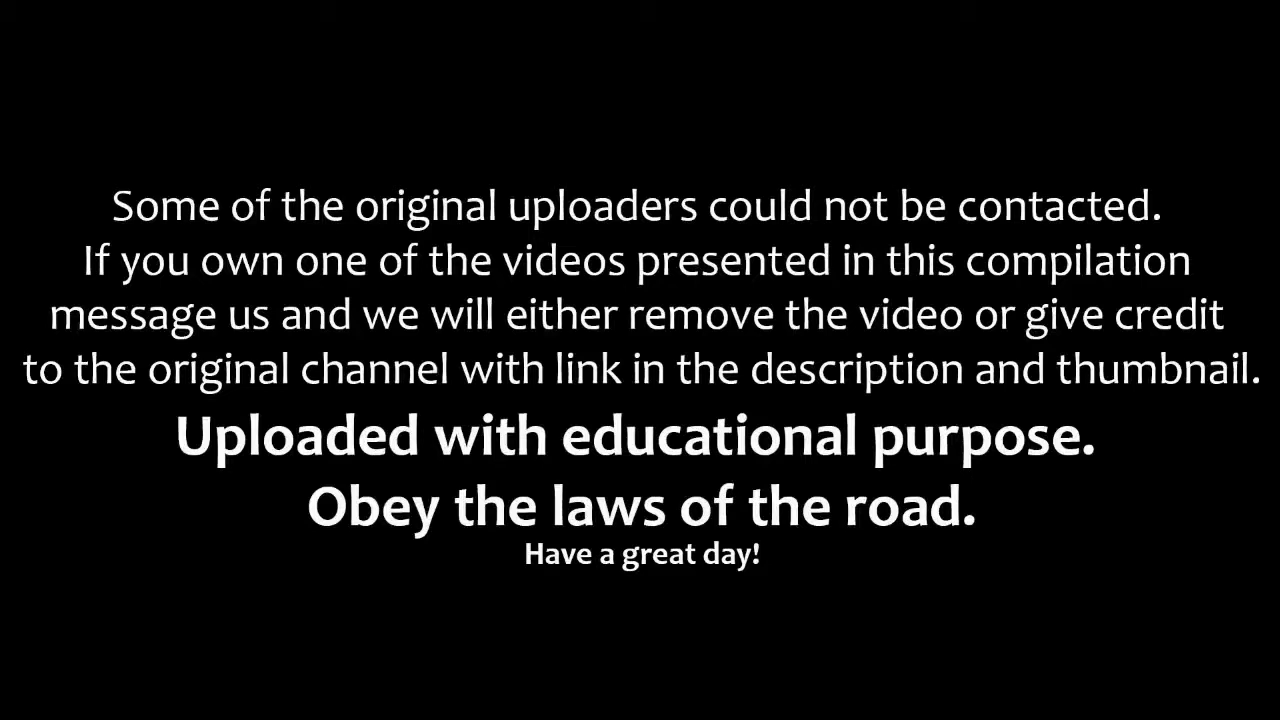 Some of the original uploaders could not be contacted.
If you own one of the videos presented in this compilation
message us and we will either remove the video or give credit
to the original channel with link in the description and thumbnail.
Uploaded with educational purpose.
Obey the laws of the road.
Have a great day!